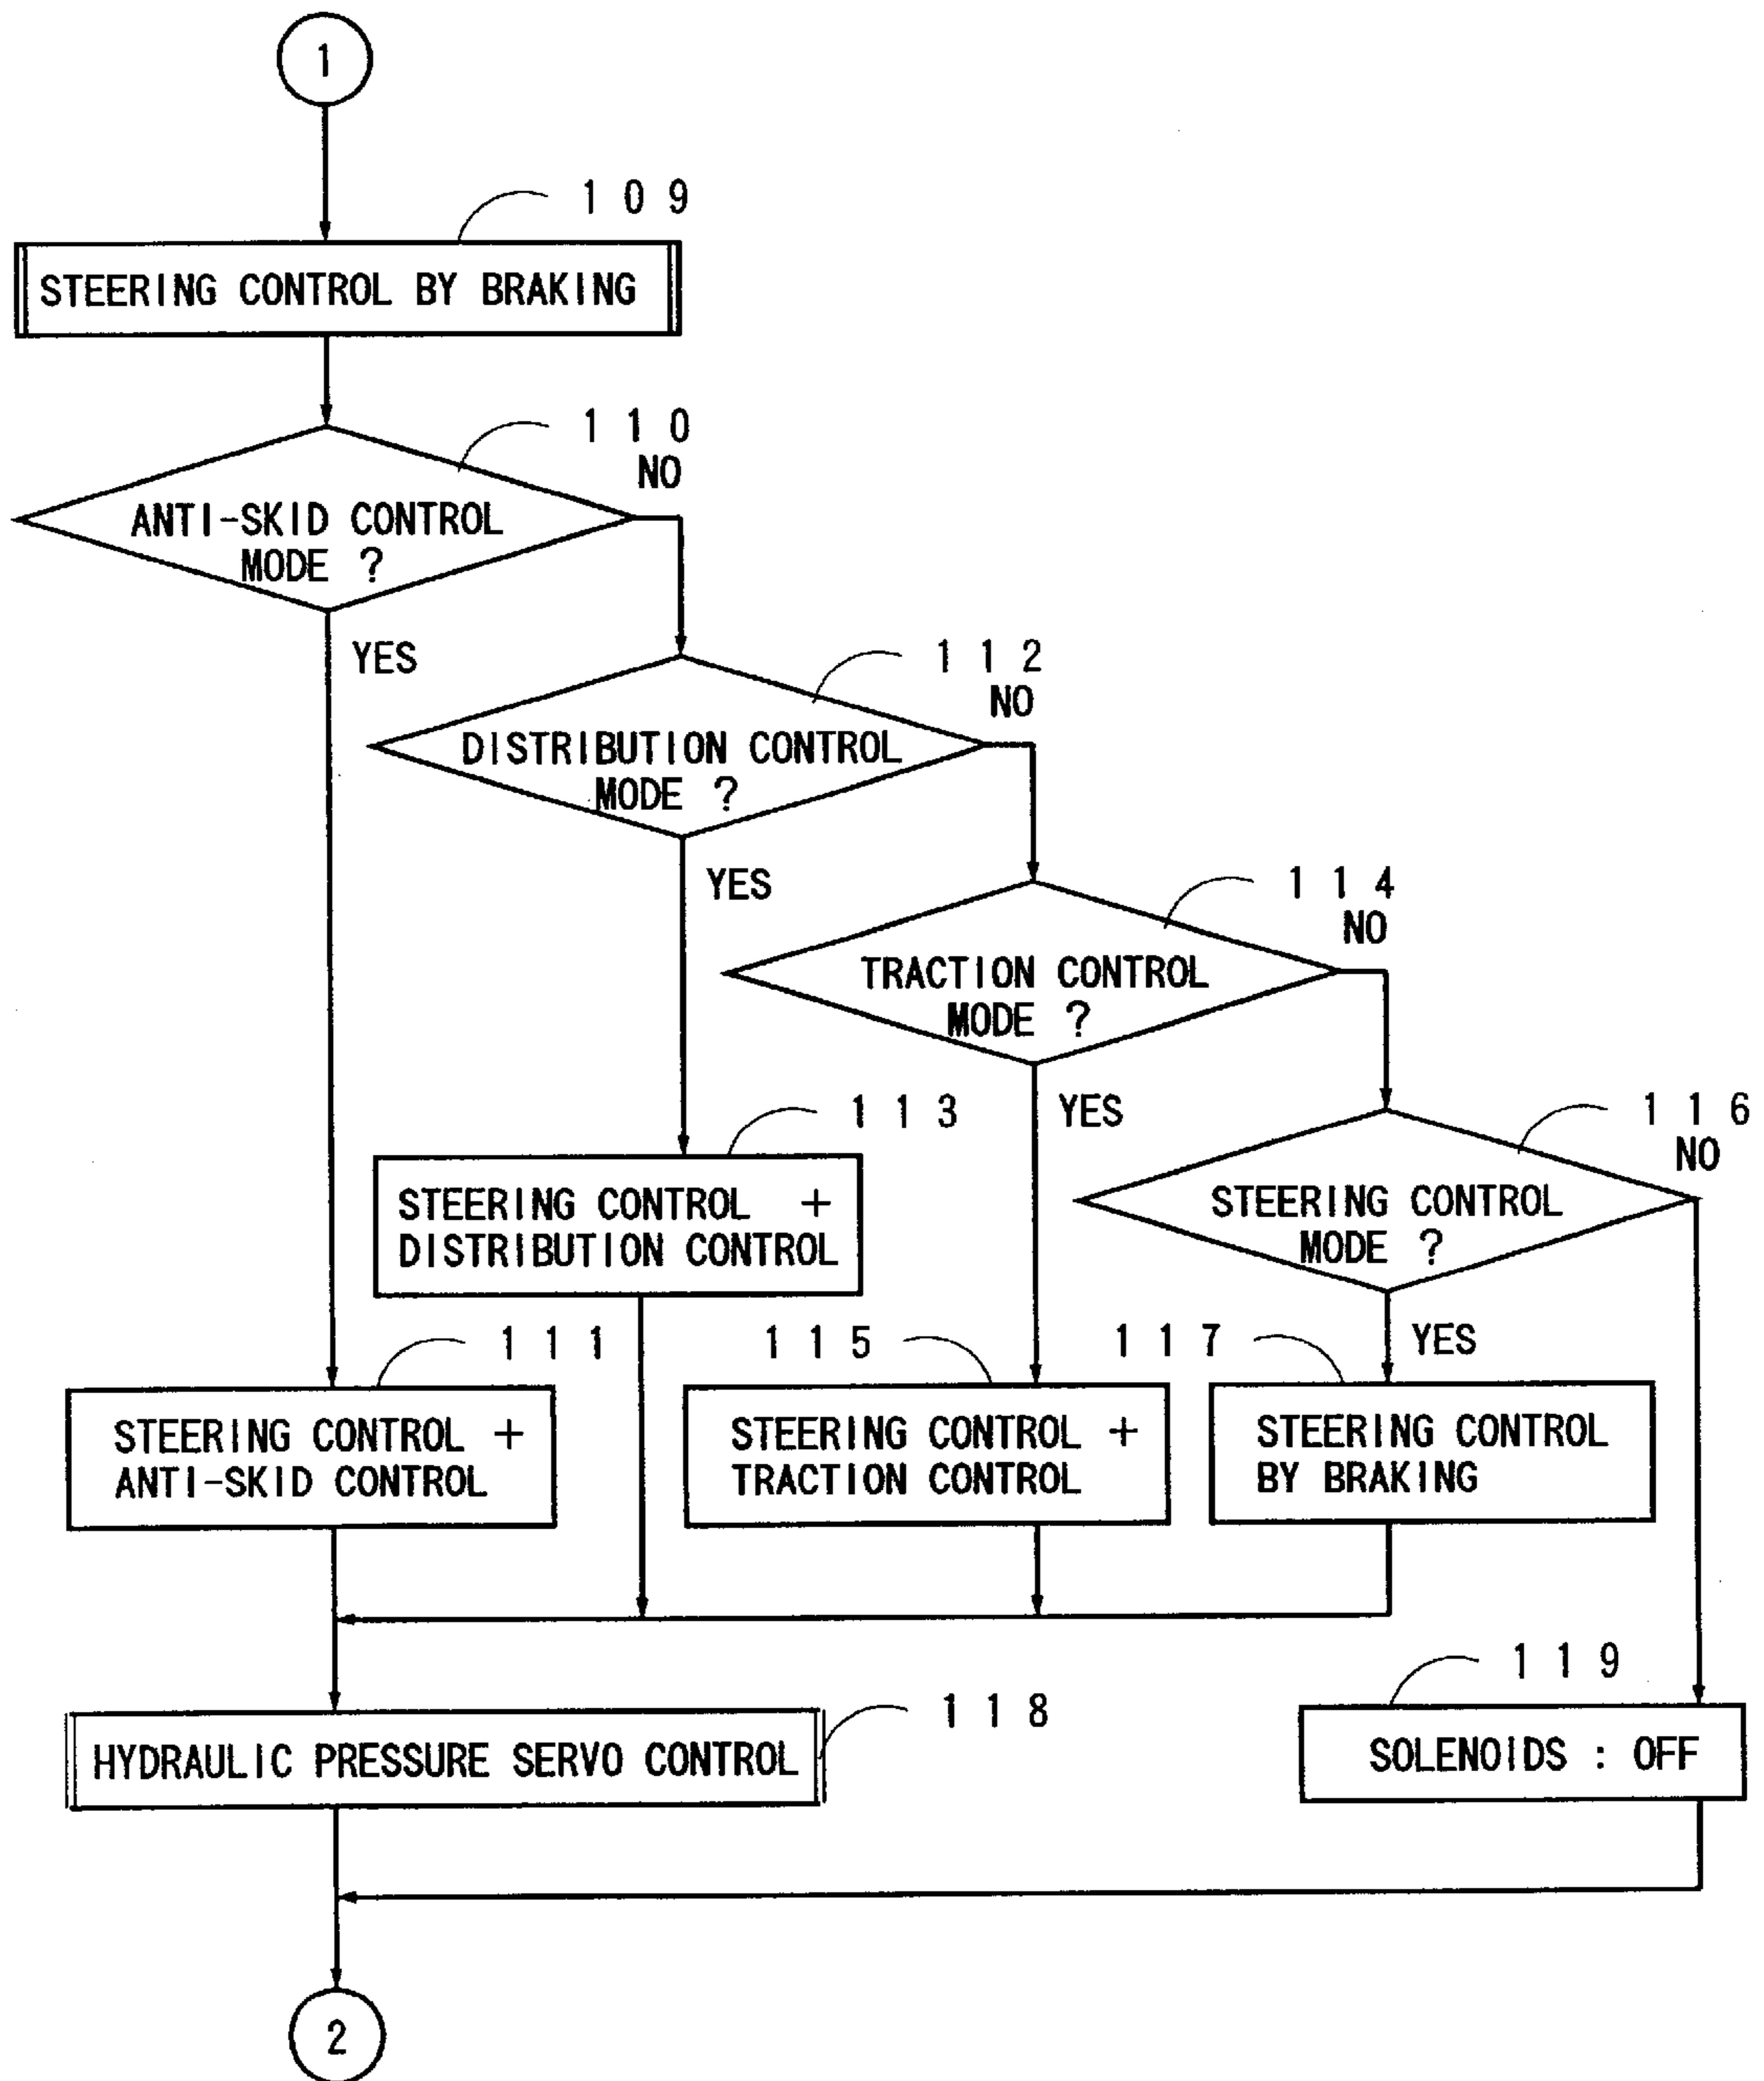 1
109
STEERING CONTROL BY BRAKING
110
NO
ANTI-SKID CONTROL
MODE ?
YES
112
NO
DISTRIBUTION CONTROL
MODE ?
YES
114
NO
TRACTION CONTROL
MODE ?
YES
116
NO
STEERING CONTROL
MODE ?
YES
113
STEERING CONTROL +
DISTRIBUTION CONTROL
111
STEERING CONTROL +
ANTI-SKID CONTROL
115
STEERING CONTROL +
TRACTION CONTROL
117
STEERING CONTROL
BY BRAKING
118
HYDRAULIC PRESSURE SERVO CONTROL
119
SOLENOIDS : OFF
2